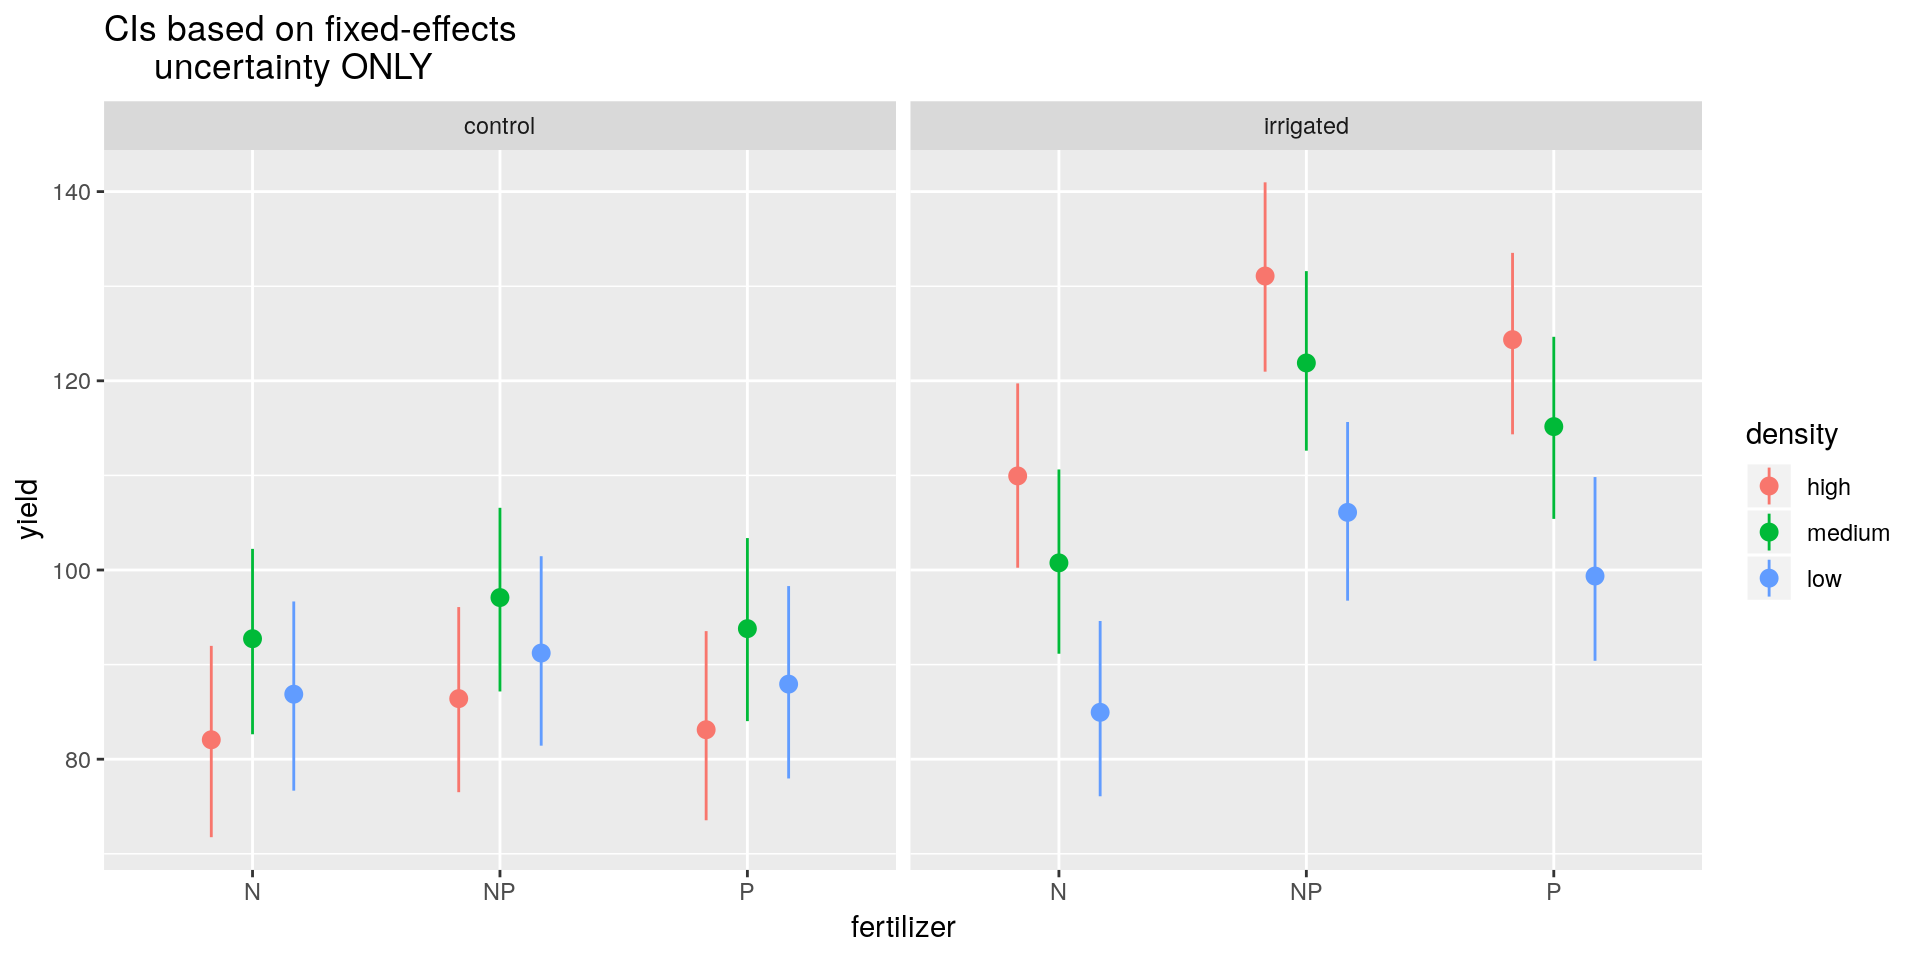 CIs based on fixed-effects
uncertainty ONLY
control
irrigated
140
120
100
80
yield
N
NP
P
N
NP
P
fertilizer
density
high
medium
low